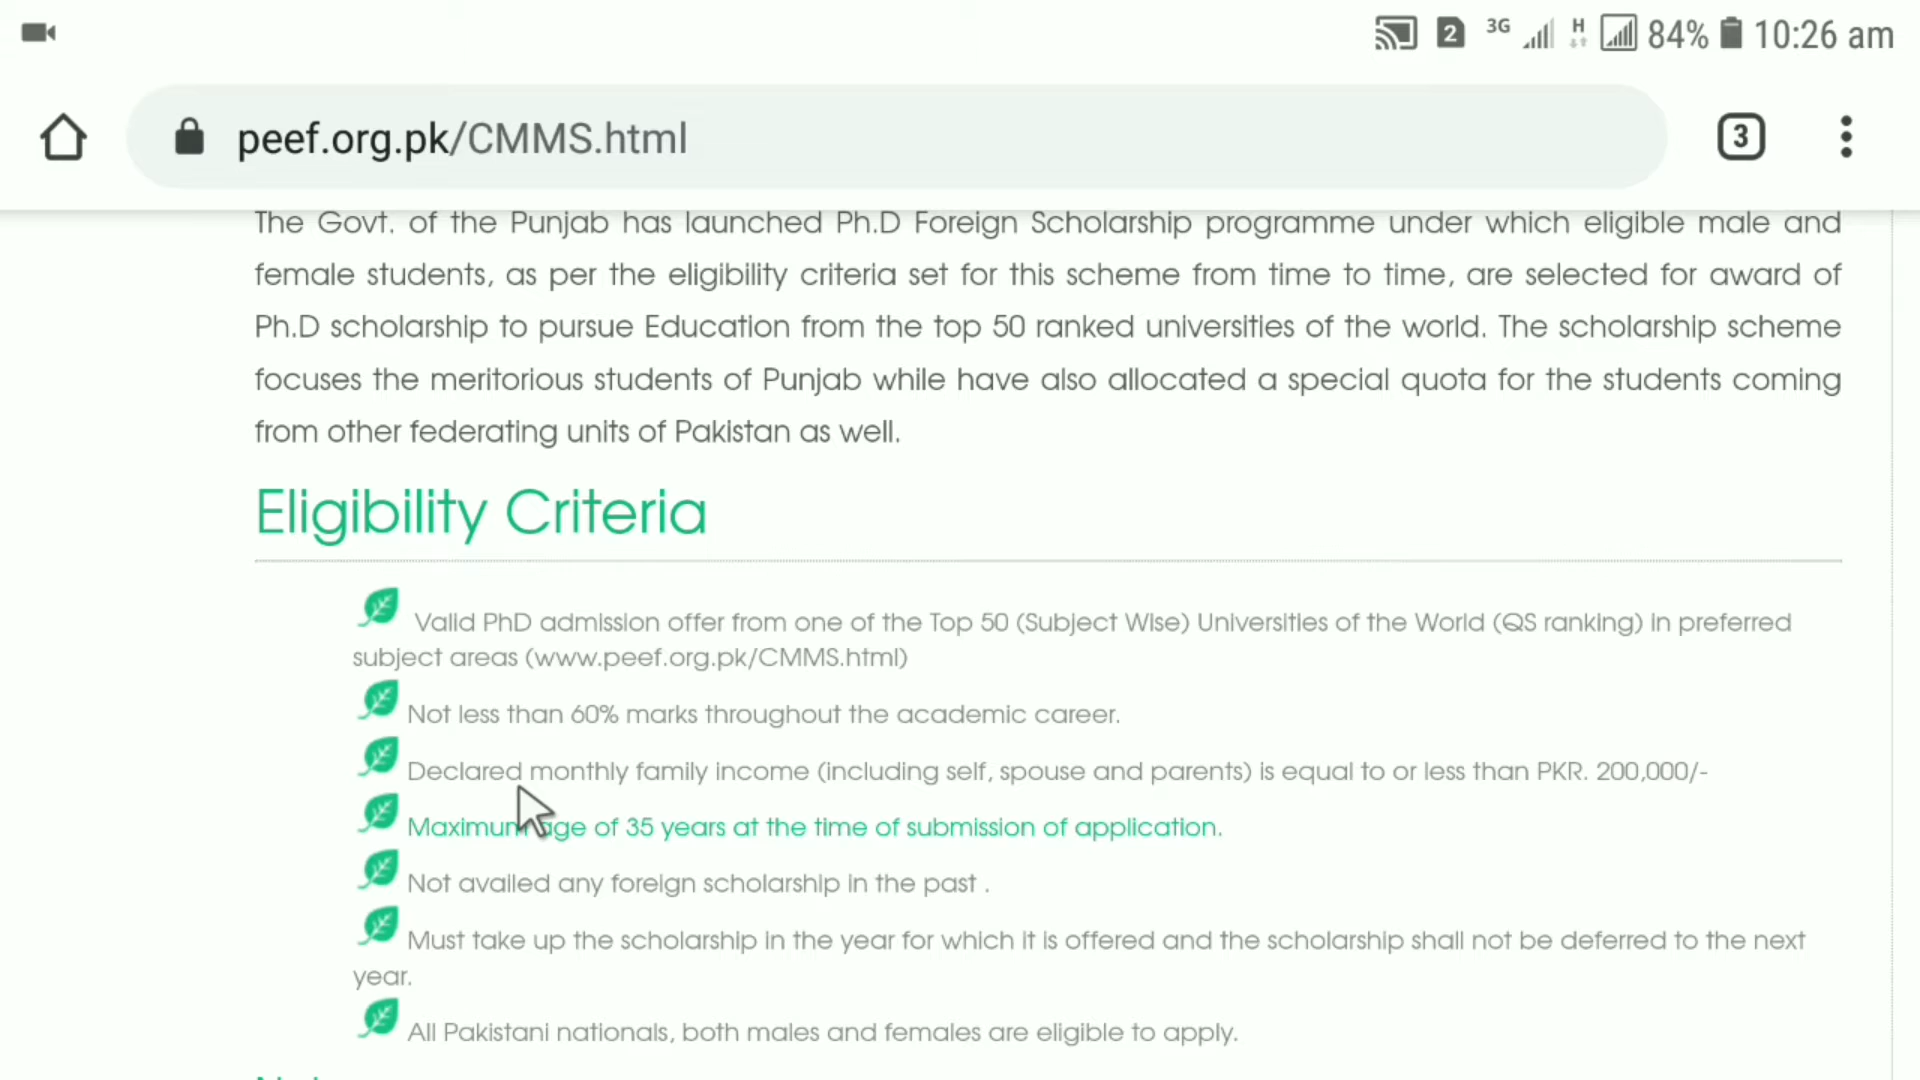 2 3G H 84% 10:26 am
peef.org.pk/CMMS.html 3
The Govt. of the Punjab has launched Ph.D Foreign Scholarship programme under which eligible male and
female students, as per the eligibility criteria set for this scheme from time to time, are selected for award of
Ph.D scholarship to pursue Education from the top 50 ranked universities of the world. The scholarship scheme
focuses the meritorious students of Punjab while have also allocated a special quota for the students coming
from other federating units of Pakistan as well.
Eligibility Criteria
Valid PhD admission offer from one of the Top 50 (Subject Wise) Universities of the World (QS ranking) in preferred
subject areas (www.peef.org.pk/CMMS.html)
Not less than 60% marks throughout the academic career.
Declared monthly family income (including self, spouse and parents) is equal to or less than PKR. 200,000/-
Maximum age of 35 years at the time of submission of application.
Not availed any foreign scholarship in the past .
Must take up the scholarship in the year for which it is offered and the scholarship shall not be deferred to the next
year.
All Pakistani nationals, both males and females are eligible to apply.